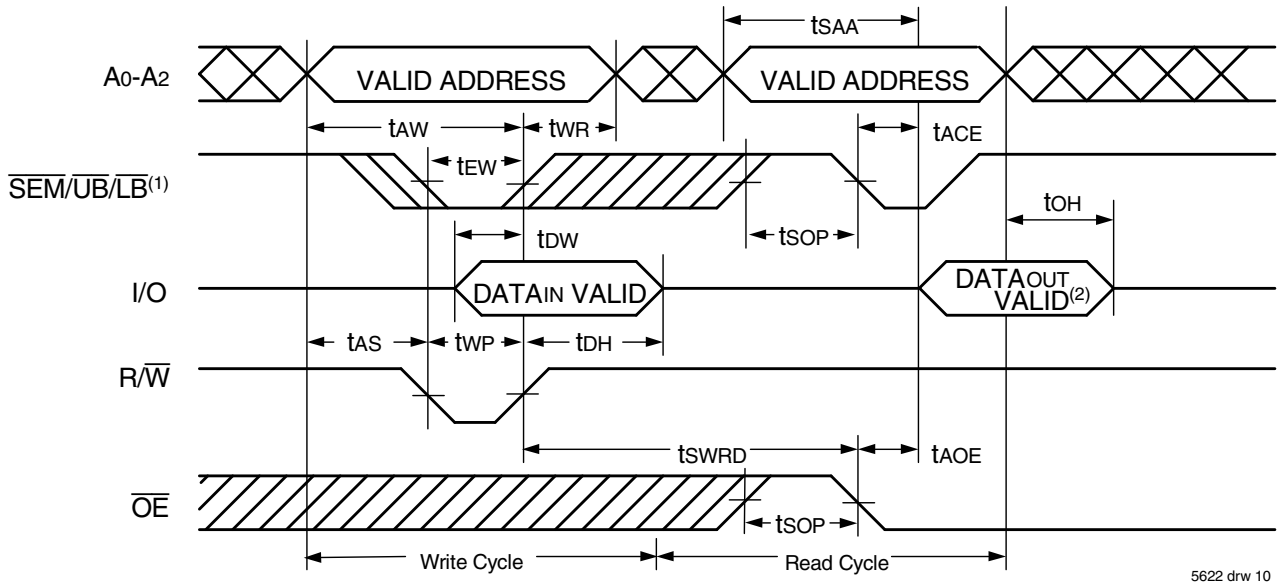 tSAA
A0-A2
VALID ADDRESS
VALID ADDRESS
tAW
tWR
tACE
tEW
SEM/UB/LB(1)
tOH
tDW
tSOP
I/O
DATAIN VALID
DATAOUT
VALID(2)
tAS
tWP
tDH
R/W
tSWRD
tAOE
OE
tSOP
Write Cycle
Read Cycle
5622 drw 10